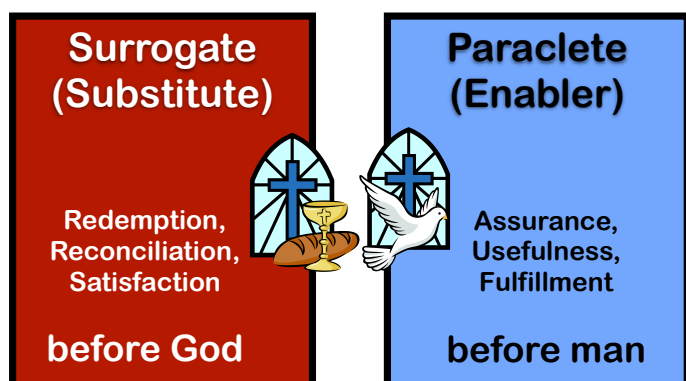 Surrogate
(Substitute)
Redemption,
Reconciliation,
Satisfaction
before God
Paraclete
(Enabler)
Assurance,
Usefulness,
Fulfillment
before man